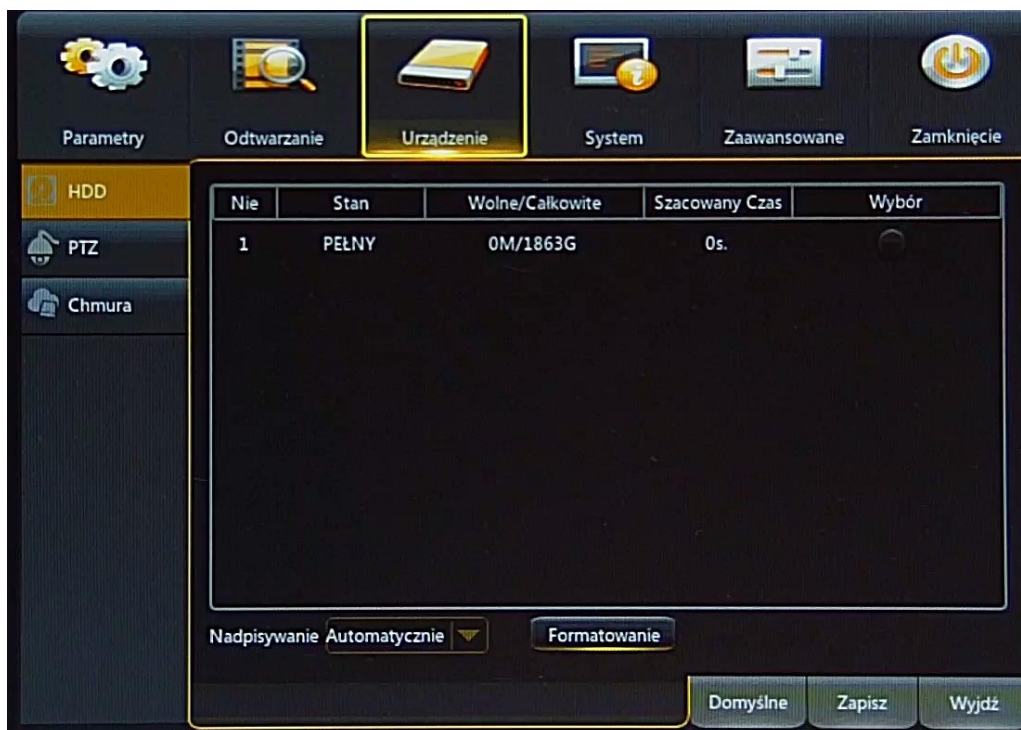 Parametry Odtwarzanie Urządzenie System Zaawansowane Zamknięcie
HDD
PTZ
Chmura
Nie Stan Wolne/Całkowite Szacowany Czas Wybór
1 PEŁNY 0M/1863G 0s.
Nadpisywanie Automatycznie Formatowanie
Domyślne Zapisz Wyjdź